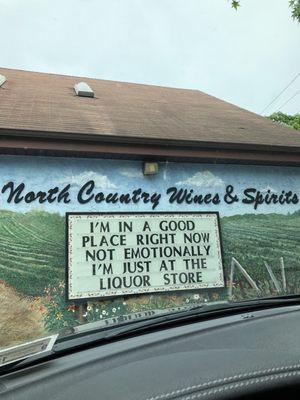 North Country Wines & Spirits
I'M IN A GOOD
PLACE RIGHT NOW
NOT EMOTIONALLY
I'M JUST AT THE
LIQUOR STORE